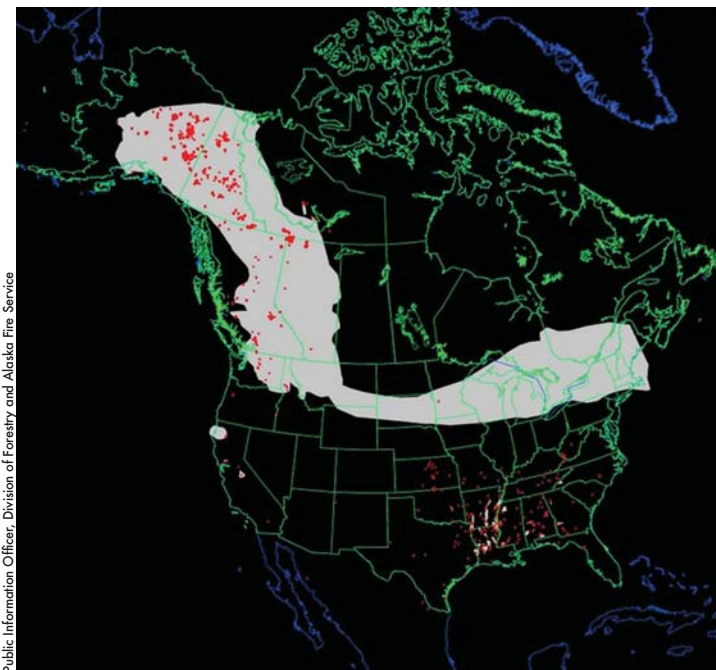 Public Information Officer, Division of Forestry and Alaska Fire Service